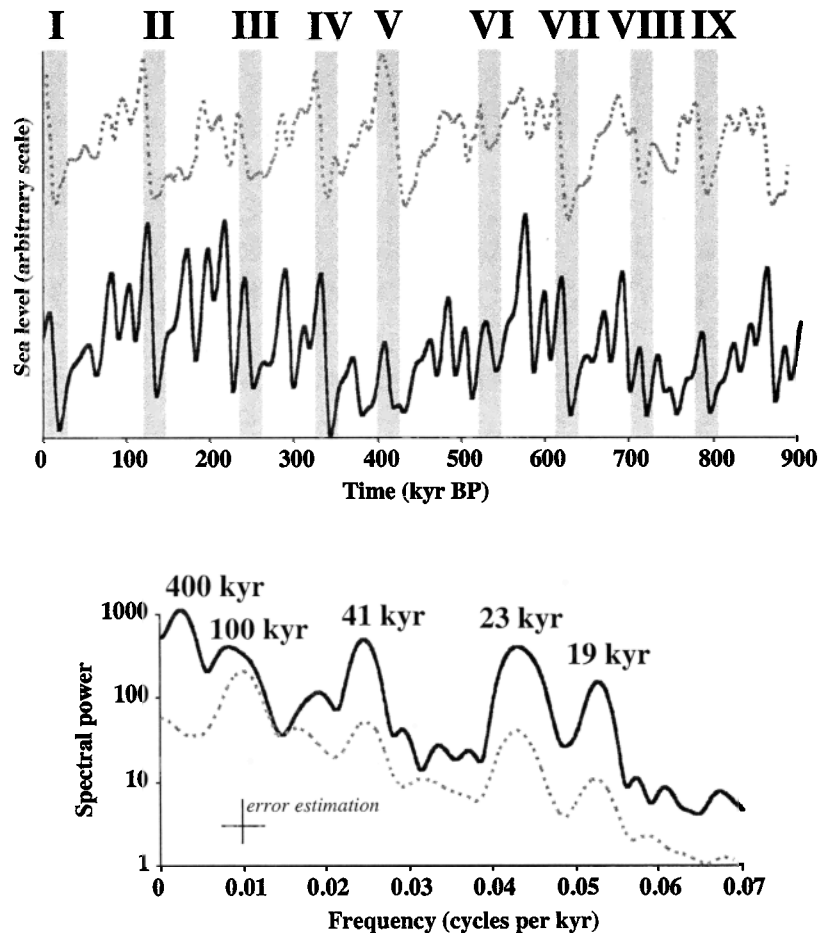 I II III IV V VI VII VIII IX
Sea level (arbitrary scale)
0 100 200 300 400 500 600 700 800 900
Time (kyr BP)
400 kyr
100 kyr
41 kyr
23 kyr
19 kyr
1000
100
10
1
Spectral power
error estimation
0 0.01 0.02 0.03 0.04 0.05 0.06 0.07
Frequency (cycles per kyr)